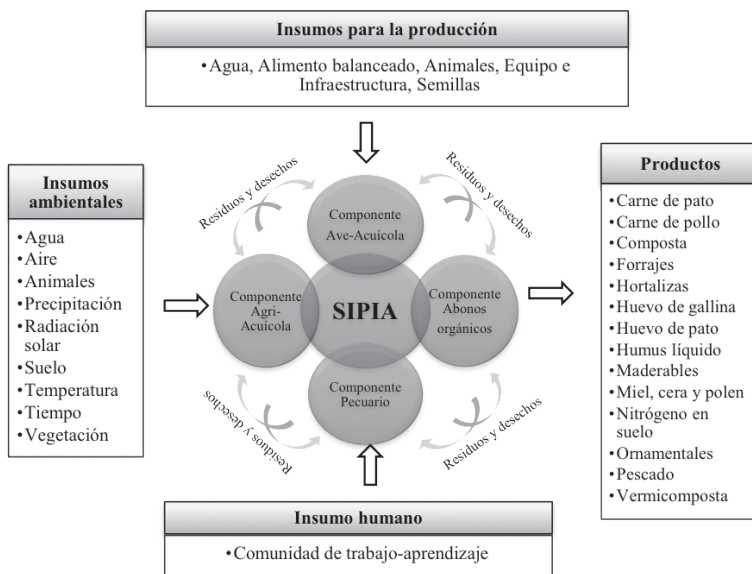 Insumos para la producción
•Agua, Alimento balanceado, Animales, Equipo e
Infraestructura, Semillas
Insumos
ambientales
•Agua
•Aire
•Animales
•Precipitación
•Radiación
solar
•Suelo
•Temperatura
•Tiempo
•Vegetación
Residuos y desechos
Residuos y desechos
Componente
Ave-Acuícola
Componente
Agri-
Acuícola
SIPIA
Componente
Abonos
orgánicos
Componente
Pecuario
Residuos y desechos
Residuos y desechos
Productos
•Carne de pato
•Carne de pollo
•Composta
•Forrajes
•Hortalizas
•Huevo de gallina
•Huevo de pato
•Humus líquido
•Maderables
•Miel, cera y polen
•Nitrógeno en
suelo
•Ornamentales
•Pescado
•Vermicomposta
Insumo humano
•Comunidad de trabajo-aprendizaje